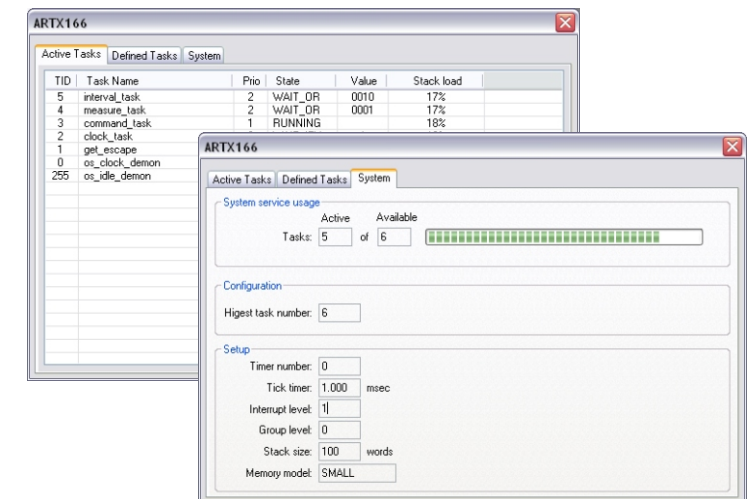 ARTX166
Active Tasks Defined Tasks System
TID Task Name Prio State Value Stack load
5 interval_task 2 WAIT_OR 0010 17%
4 measure_task 2 WAIT_OR 0001 17%
3 command_task 1 RUNNING 18%
2 clock_task
1 get_escape
0 os_clock_demon
255 os_idle_demon
ARTX166
Active Tasks Defined Tasks System
System service usage
Active Available
Tasks: 5 of 6
Configuration
Higest task number: 6
Setup
Timer number: 0
Tick timer: 1.000 msec
Interrupt level: 1
Group level: 0
Stack size: 100 words
Memory model: SMALL